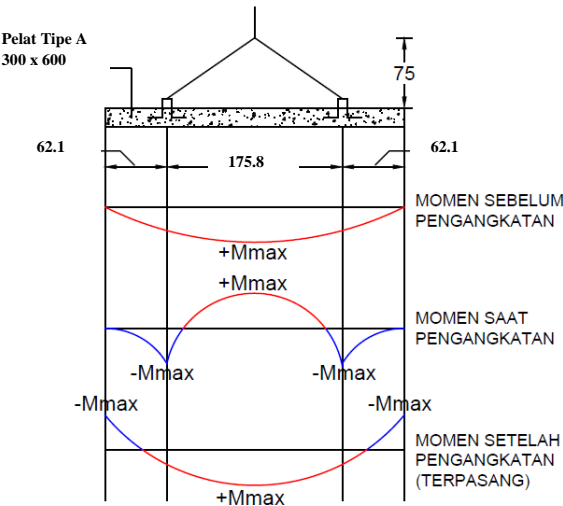 Pelat Tipe A
300 x 600
75
62.1
175.8
62.1
MOMEN SEBELUM
PENGANGKATAN
+Mmax
+Mmax
MOMEN SAAT
PENGANGKATAN
-Mmax
-Mmax
-Mmax
-Mmax
MOMEN SETELAH
PENGANGKATAN
(TERPASANG)
+Mmax